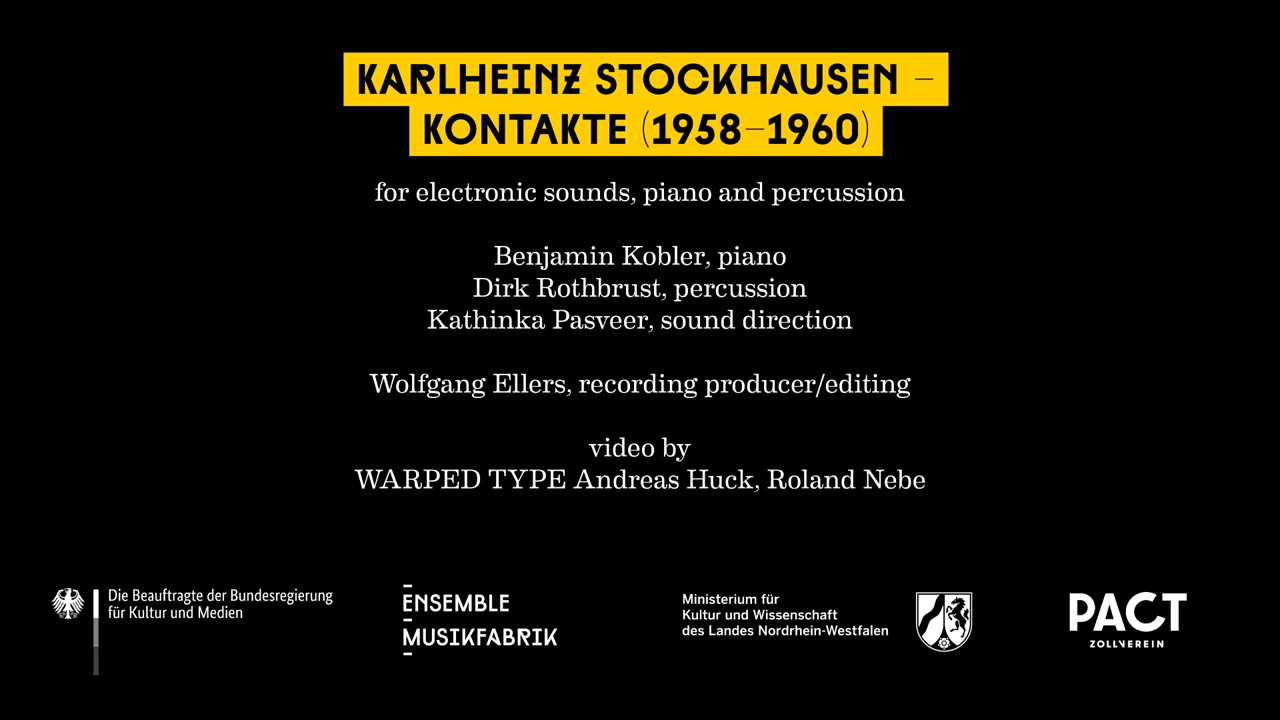 KARLHEINZ STOCKHAUSEN –
KONTAKTE (1958–1960)
for electronic sounds, piano and percussion
Benjamin Kobler, piano
Dirk Rothbrust, percussion
Kathinka Pasveer, sound direction
Wolfgang Ellers, recording producer/editing
video by
WARPED TYPE Andreas Huck, Roland Nebe
Die Beauftragte der Bundesregierung
für Kultur und Medien
ENSEMBLE
MUSIKFABRIK
Ministerium für
Kultur und Wissenschaft
des Landes Nordrhein-Westfalen
PACT
ZOLLVEREIN